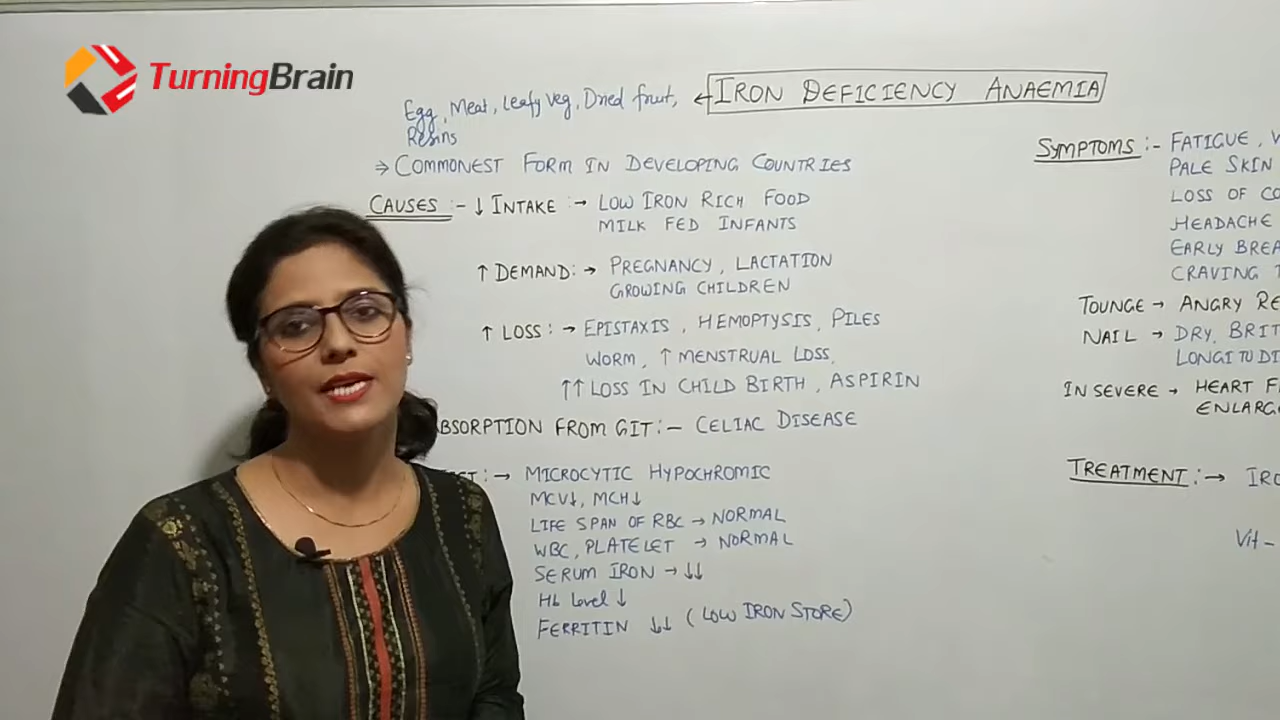 TurningBrain
Egg, Meat, Leafy veg, Dried fruit, ← IRON DEFICIENCY ANAEMIA
Resins
⇒ COMMONEST FORM IN DEVELOPING COUNTRIES
CAUSES :- ↓ INTAKE :→ LOW IRON RICH FOOD
MILK FED INFANTS
↑ DEMAND: → PREGNANCY, LACTATION
GROWING CHILDREN
↑ LOSS: → EPISTAXIS, HEMOPTYSIS, PILES
WORM, ↑ MENSTRUAL LOSS,
↑↑ LOSS IN CHILD BIRTH, ASPIRIN
BSORPTION FROM GIT:- CELIAC DISEASE
:→ MICROCYTIC HYPOCHROMIC
MCV↓, MCH↓
LIFE SPAN OF RBC → NORMAL
WBC, PLATELET → NORMAL
SERUM IRON → ↓↓
Hb Level ↓
FERRITIN ↓↓ (LOW IRON STORE)
SYMPTOMS :- FATIGUE,
PALE SKIN
LOSS OF
HEADACHE
EARLY
CRAVING
TOUNGE → ANGRY
NAIL → DRY,
IN SEVERE → HEART
TREATMENT :→
Vit -